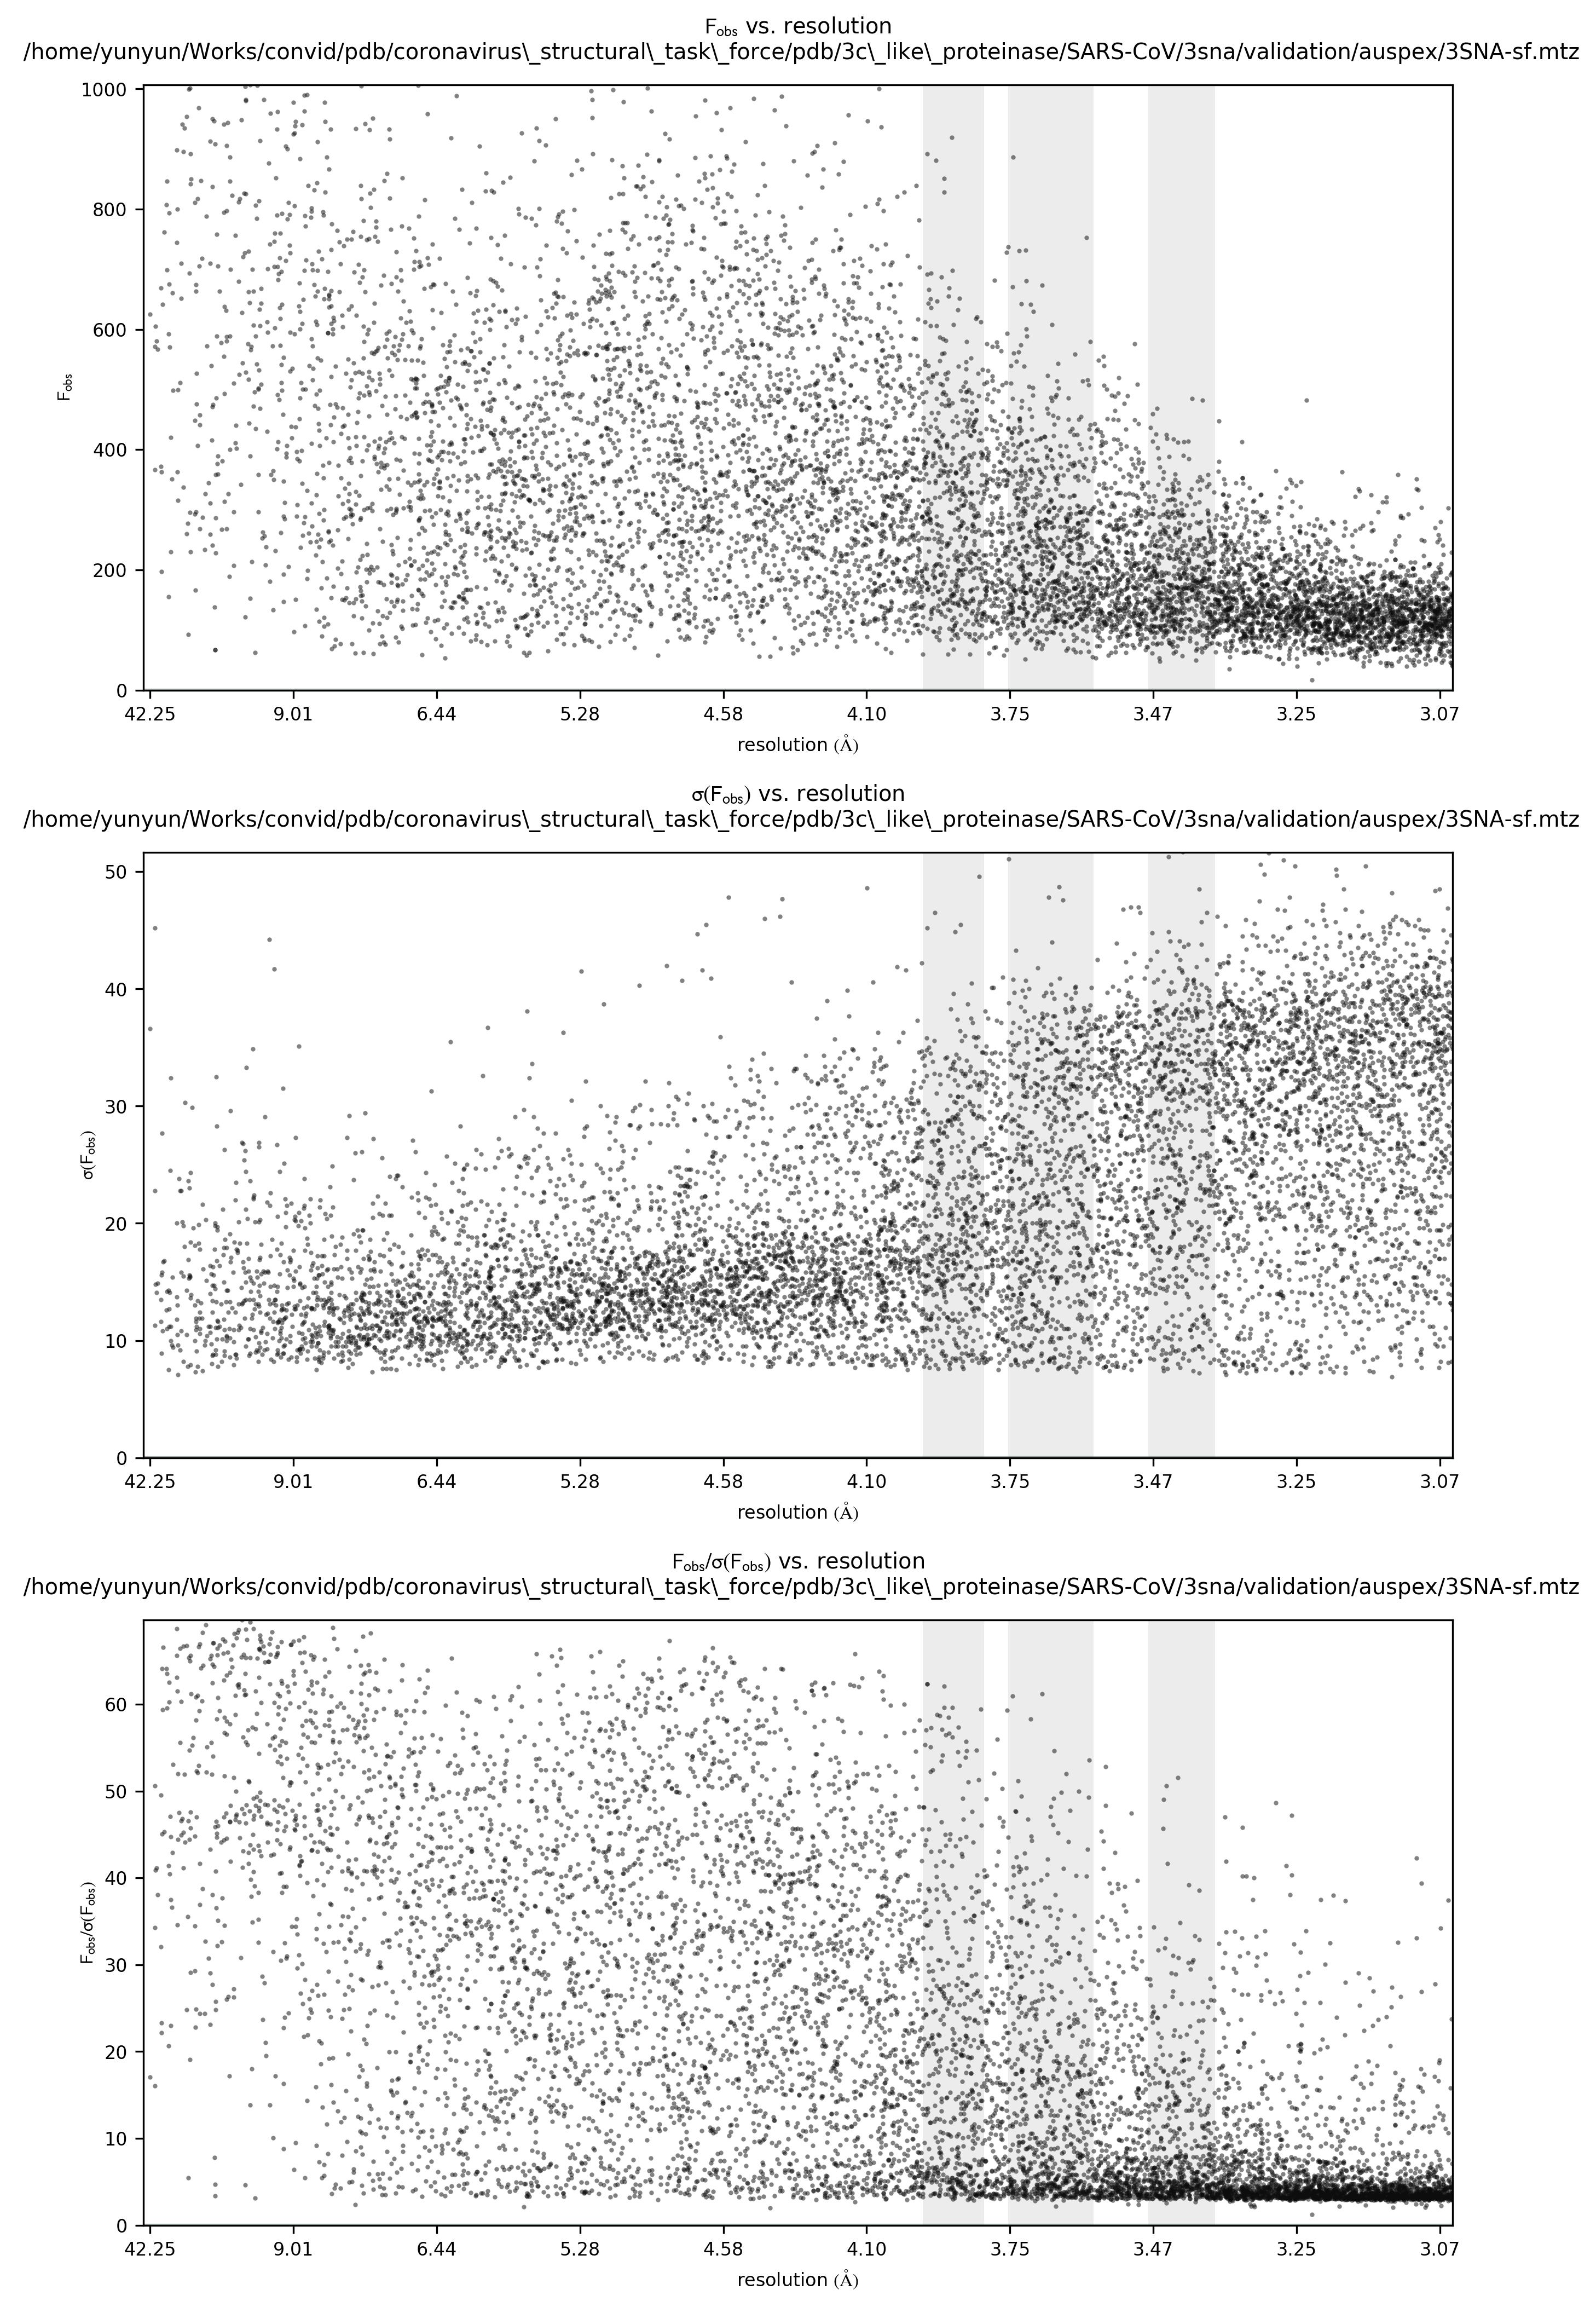 Fobs vs. resolution
/home/yunyun/Works/convid/pdb/coronavirus\_structural\_task\_force/pdb/3c\_like\_proteinase/SARS-CoV/3sna/validation/auspex/3SNA-sf.mtz
1000
800
600
400
200
0
Fobs
42.25 9.01 6.44 5.28 4.58 4.10 3.75 3.47 3.25 3.07
resolution (Å)
σ(Fobs) vs. resolution
/home/yunyun/Works/convid/pdb/coronavirus\_structural\_task\_force/pdb/3c\_like\_proteinase/SARS-CoV/3sna/validation/auspex/3SNA-sf.mtz
50
40
30
20
10
0
σ(Fobs)
42.25 9.01 6.44 5.28 4.58 4.10 3.75 3.47 3.25 3.07
resolution (Å)
Fobs/σ(Fobs) vs. resolution
/home/yunyun/Works/convid/pdb/coronavirus\_structural\_task\_force/pdb/3c\_like\_proteinase/SARS-CoV/3sna/validation/auspex/3SNA-sf.mtz
60
50
40
30
20
10
0
Fobs/σ(Fobs)
42.25 9.01 6.44 5.28 4.58 4.10 3.75 3.47 3.25 3.07
resolution (Å)